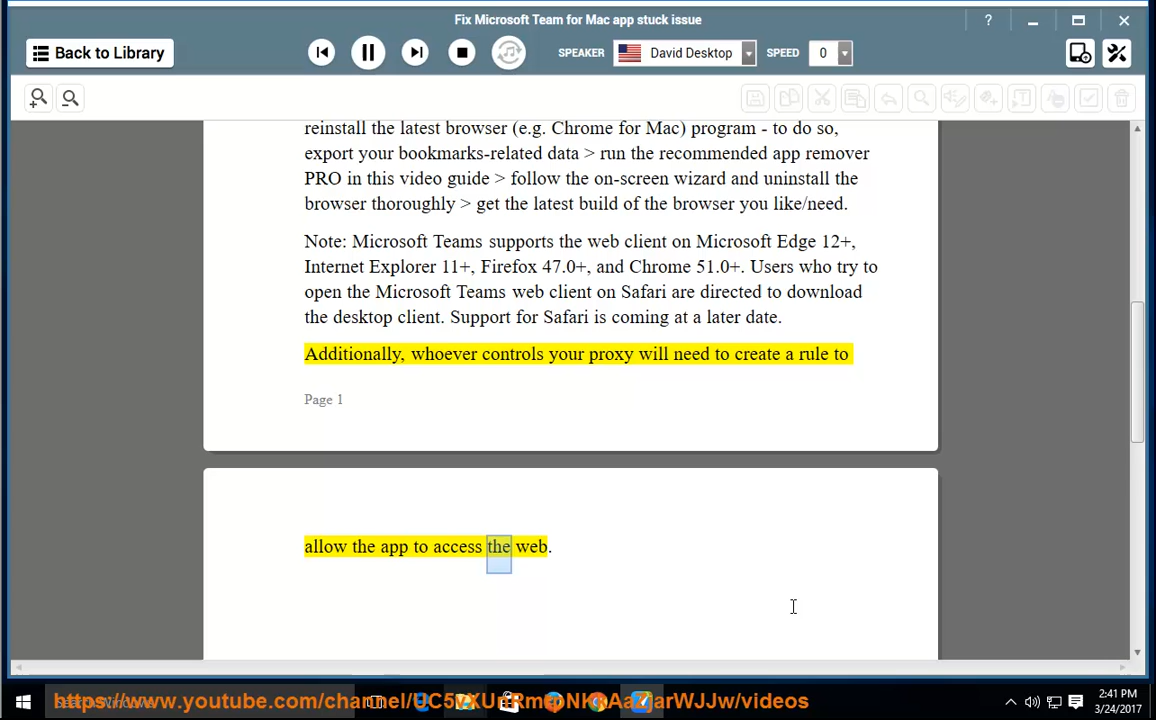 Fix Microsoft Team for Mac app stuck issue
?
Back to Library
SPEAKER David Desktop SPEED 0
reinstall the latest browser (e.g. Chrome for Mac) program - to do so,
export your bookmarks-related data > run the recommended app remover
PRO in this video guide > follow the on-screen wizard and uninstall the
browser thoroughly > get the latest build of the browser you like/need.
Note: Microsoft Teams supports the web client on Microsoft Edge 12+,
Internet Explorer 11+, Firefox 47.0+, and Chrome 51.0+. Users who try to
open the Microsoft Teams web client on Safari are directed to download
the desktop client. Support for Safari is coming at a later date.
Additionally, whoever controls your proxy will need to create a rule to
Page 1
allow the app to access the web.
2:41 PM
3/24/2017